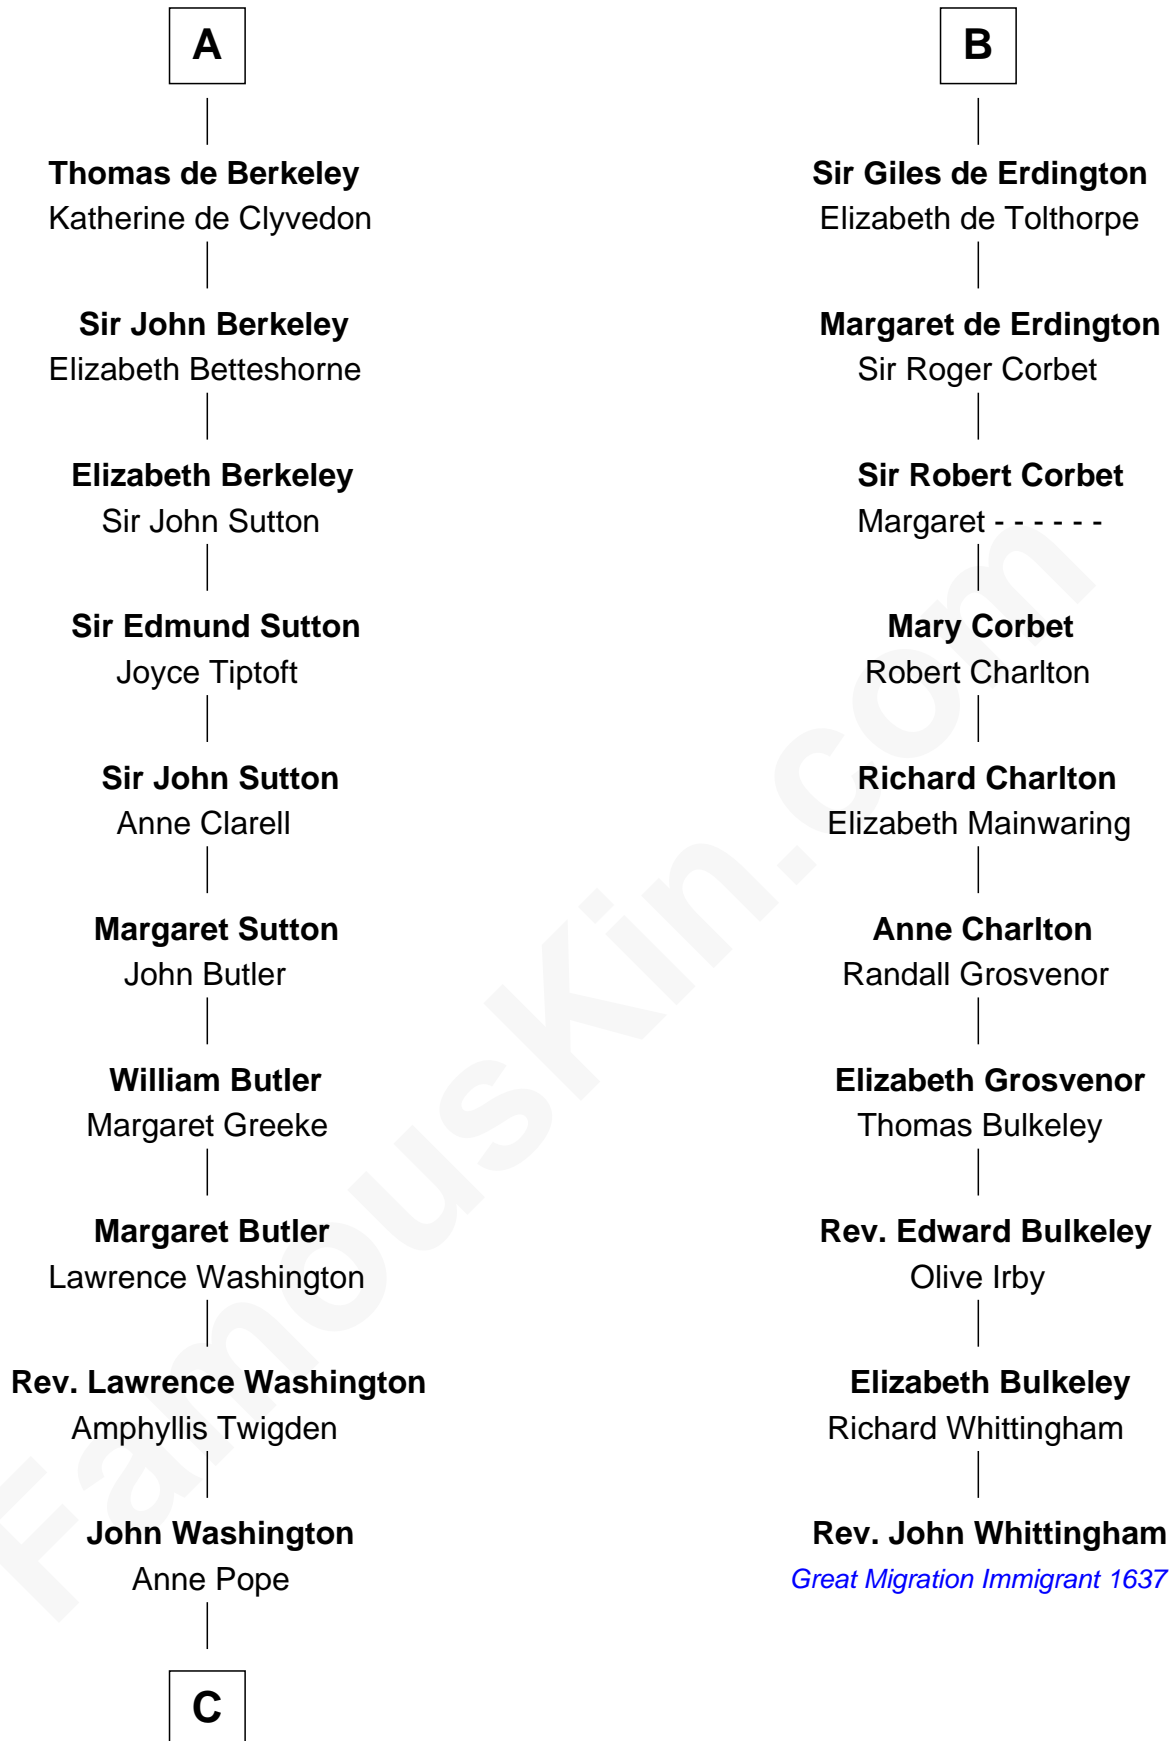 A
Thomas de Berkeley
Katherine de Clyvedon
Sir John Berkeley
Elizabeth Betteshorne
Elizabeth Berkeley
Sir John Sutton
Sir Edmund Sutton
Joyce Tiptoft
Sir John Sutton
Anne Clarell
Margaret Sutton
John Butler
William Butler
Margaret Greeke
Margaret Butler
Lawrence Washington
Rev. Lawrence Washington
Amphyllis Twigden
John Washington
Anne Pope
C
B
Sir Giles de Erdington
Elizabeth de Tolthorpe
Margaret de Erdington
Sir Roger Corbet
Sir Robert Corbet
Margaret - - - - - -
Mary Corbet
Robert Charlton
Richard Charlton
Elizabeth Mainwaring
Anne Charlton
Randall Grosvenor
Elizabeth Grosvenor
Thomas Bulkeley
Rev. Edward Bulkeley
Olive Irby
Elizabeth Bulkeley
Richard Whittingham
Rev. John Whittingham
Great Migration Immigrant 1637
FamousKin.com